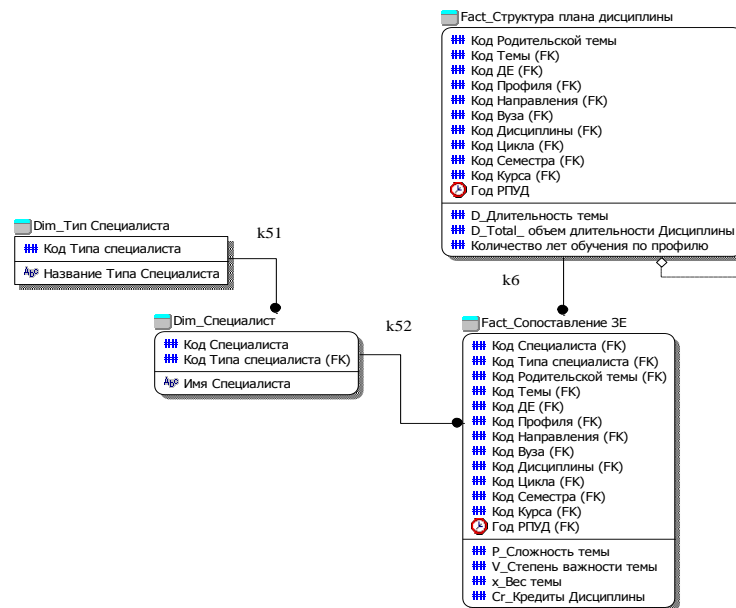 Fact_Структура плана дисциплины
Код Родительской темы
Код Темы (FK)
Код ДЕ (FK)
Код Профиля (FK)
Код Направления (FK)
Код Вуза (FK)
Код Дисциплины (FK)
Код Цикла (FK)
Код Семестра (FK)
Код Курса (FK)
Год РПУД
D_Длительность темы
D_Total_ объем длительности Дисциплины
Количество лет обучения по профилю
Dim_Тип Специалиста
Код Типа специалиста
Название Типа Специалиста
k51
k6
Dim_Специалист
Код Специалиста
Код Типа специалиста (FK)
Имя Специалиста
k52
Fact_Сопоставление ЗЕ
Код Специалиста (FK)
Код Типа специалиста (FK)
Код Родительской темы (FK)
Код Темы (FK)
Код ДЕ (FK)
Код Профиля (FK)
Код Направления (FK)
Код Вуза (FK)
Код Дисциплины (FK)
Код Цикла (FK)
Код Семестра (FK)
Код Курса (FK)
Год РПУД (FK)
P_Сложность темы
V_Степень важности темы
x_Вес темы
Cr_Кредиты Дисциплины